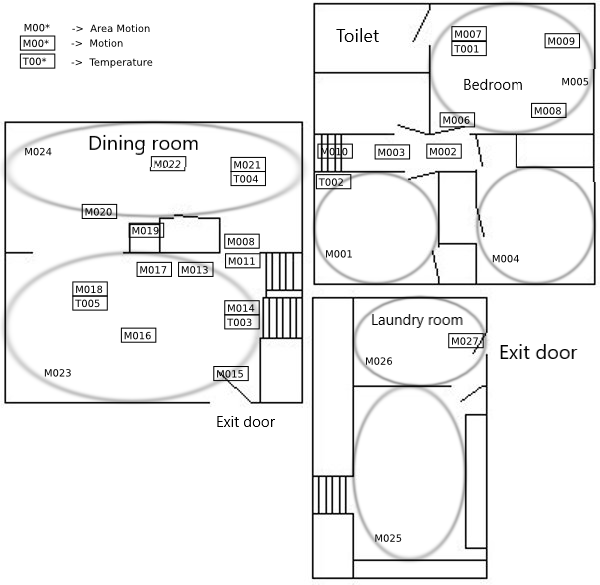 M00* -> Area Motion
M00* -> Motion
T00* -> Temperature
Toilet
M007
T001
M009
Bedroom
M005
M008
M006
M010
M003
M002
T002
M001
M004
Dining room
M024
M022
M021
T004
M020
M019
M008
M011
M017
M013
M018
T005
M014
T003
M016
M023
M015
Exit door
Laundry room
M027
M026
Exit door
M025